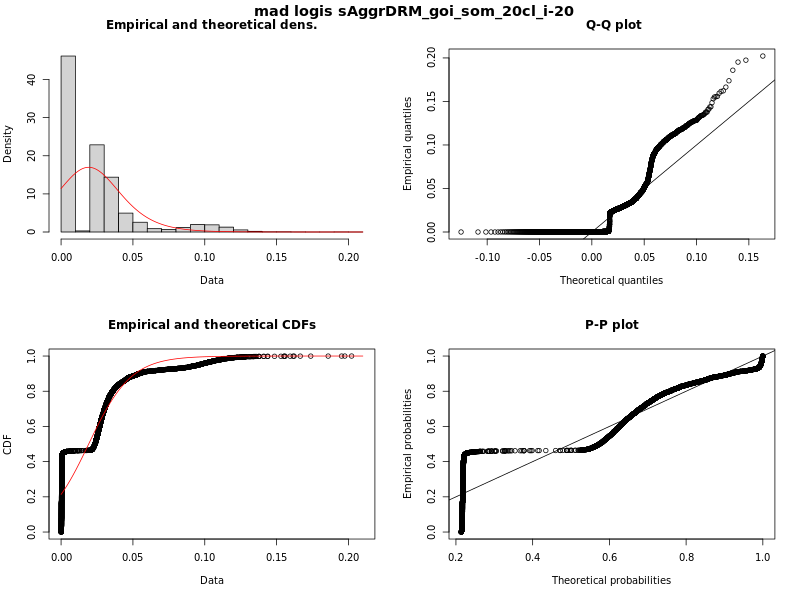 mad logis sAggrDRM_goi_som_20cl_i-20
Empirical and theoretical dens.
Density
0 10 20 30 40
0.00 0.05 0.10 0.15 0.20
Data
Q-Q plot
Empirical quantiles
0.00 0.05 0.10 0.15 0.20
-0.10 -0.05 0.00 0.05 0.10 0.15
Theoretical quantiles
Empirical and theoretical CDFs
CDF
0.0 0.2 0.4 0.6 0.8 1.0
0.00 0.05 0.10 0.15 0.20
Data
P-P plot
Empirical probabilities
0.0 0.2 0.4 0.6 0.8 1.0
0.2 0.4 0.6 0.8 1.0
Theoretical probabilities